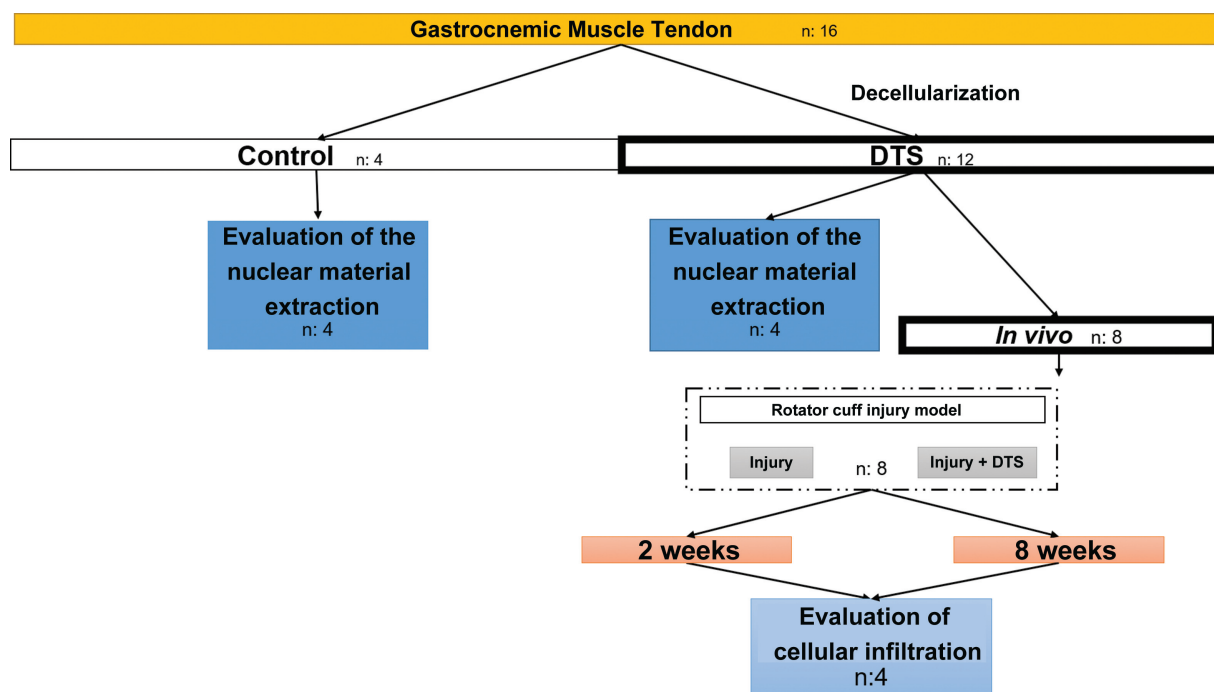 Gastrocnemic Muscle Tendon n: 16
Decellularization
Control n: 4
DTS n: 12
Evaluation of the
nuclear material
extraction
n: 4
Evaluation of the
nuclear material
extraction
n: 4
In vivo n: 8
Rotator cuff injury model
Injury
n: 8
Injury + DTS
2 weeks
8 weeks
Evaluation of
cellular infiltration
n:4